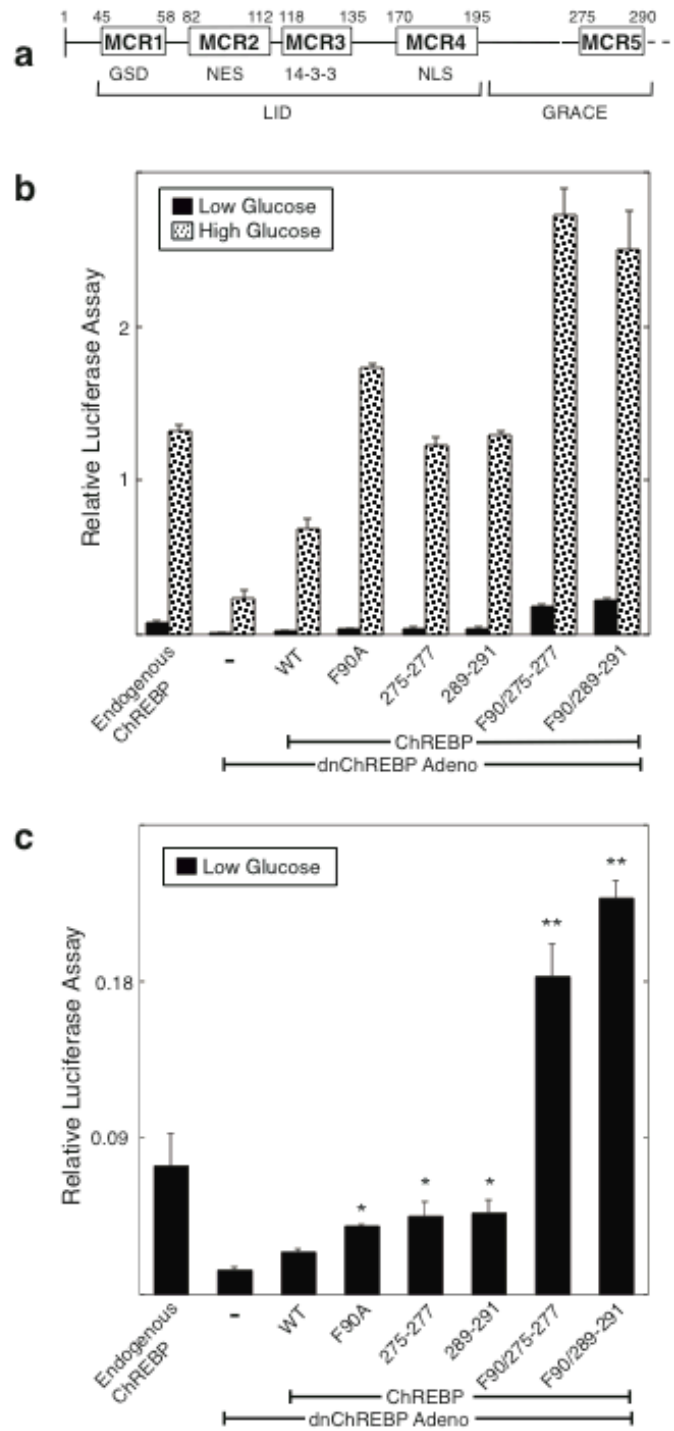 1 45 58 82 112 118 135 170 195 275 290
a
MCR1 MCR2 MCR3 MCR4 MCR5
GSD NES 14-3-3 NLS
LID GRACE
b
Low Glucose
High Glucose
Relative Luciferase Assay
2
1
Endogenous ChREBP
-
WT
F90A
275-277
289-291
F90/275-277
F90/289-291
ChREBP
dnChREBP Adeno
c
Low Glucose
Relative Luciferase Assay
0.18
0.09
* * * ** **
Endogenous ChREBP
-
WT
F90A
275-277
289-291
F90/275-277
F90/289-291
ChREBP
dnChREBP Adeno